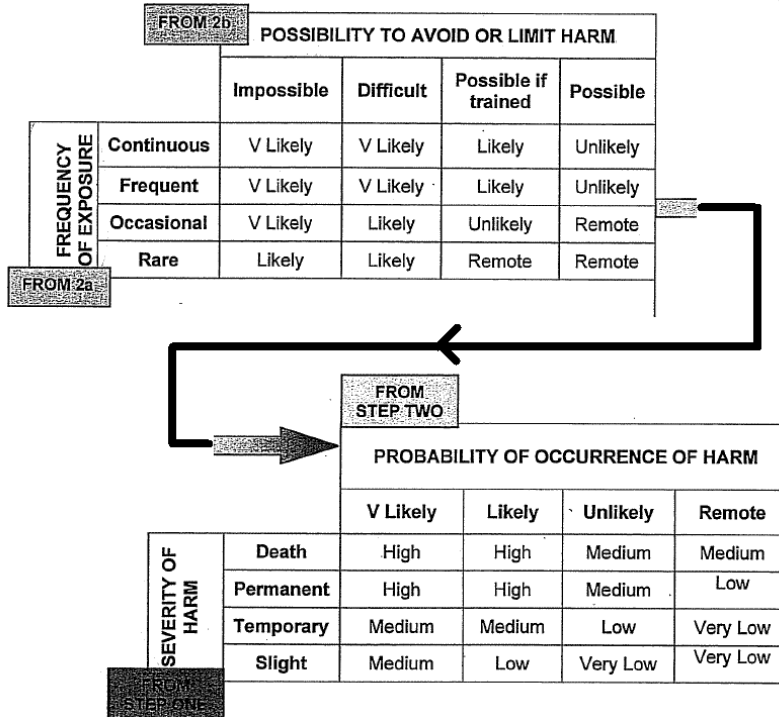 FROM 2b
POSSIBILITY TO AVOID OR LIMIT HARM
Impossible Difficult Possible if trained Possible
FREQUENCY OF EXPOSURE
Continuous V Likely V Likely Likely Unlikely
Frequent V Likely V Likely Likely Unlikely
Occasional V Likely Likely Unlikely Remote
Rare Likely Likely Remote Remote
FROM 2a
FROM
STEP TWO
PROBABILITY OF OCCURRENCE OF HARM
V Likely Likely Unlikely Remote
SEVERITY OF HARM
Death High High Medium Medium
Permanent High High Medium Low
Temporary Medium Medium Low Very Low
Slight Medium Low Very Low Very Low
FROM
STEP ONE